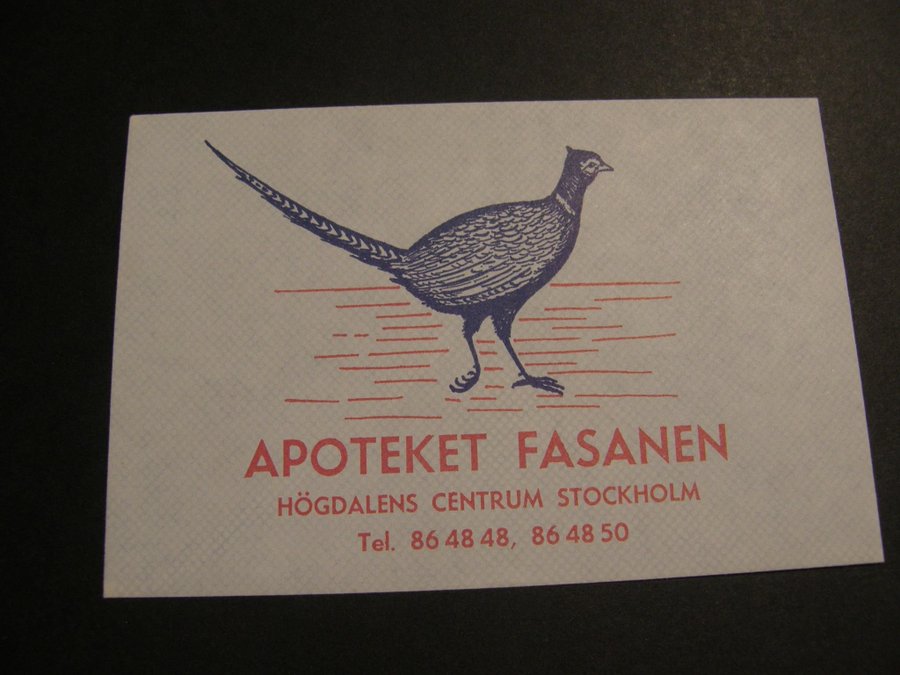 APOTEKET FASANEN
HÖGDALENS CENTRUM STOCKHOLM
Tel. 86 48 48, 86 48 50